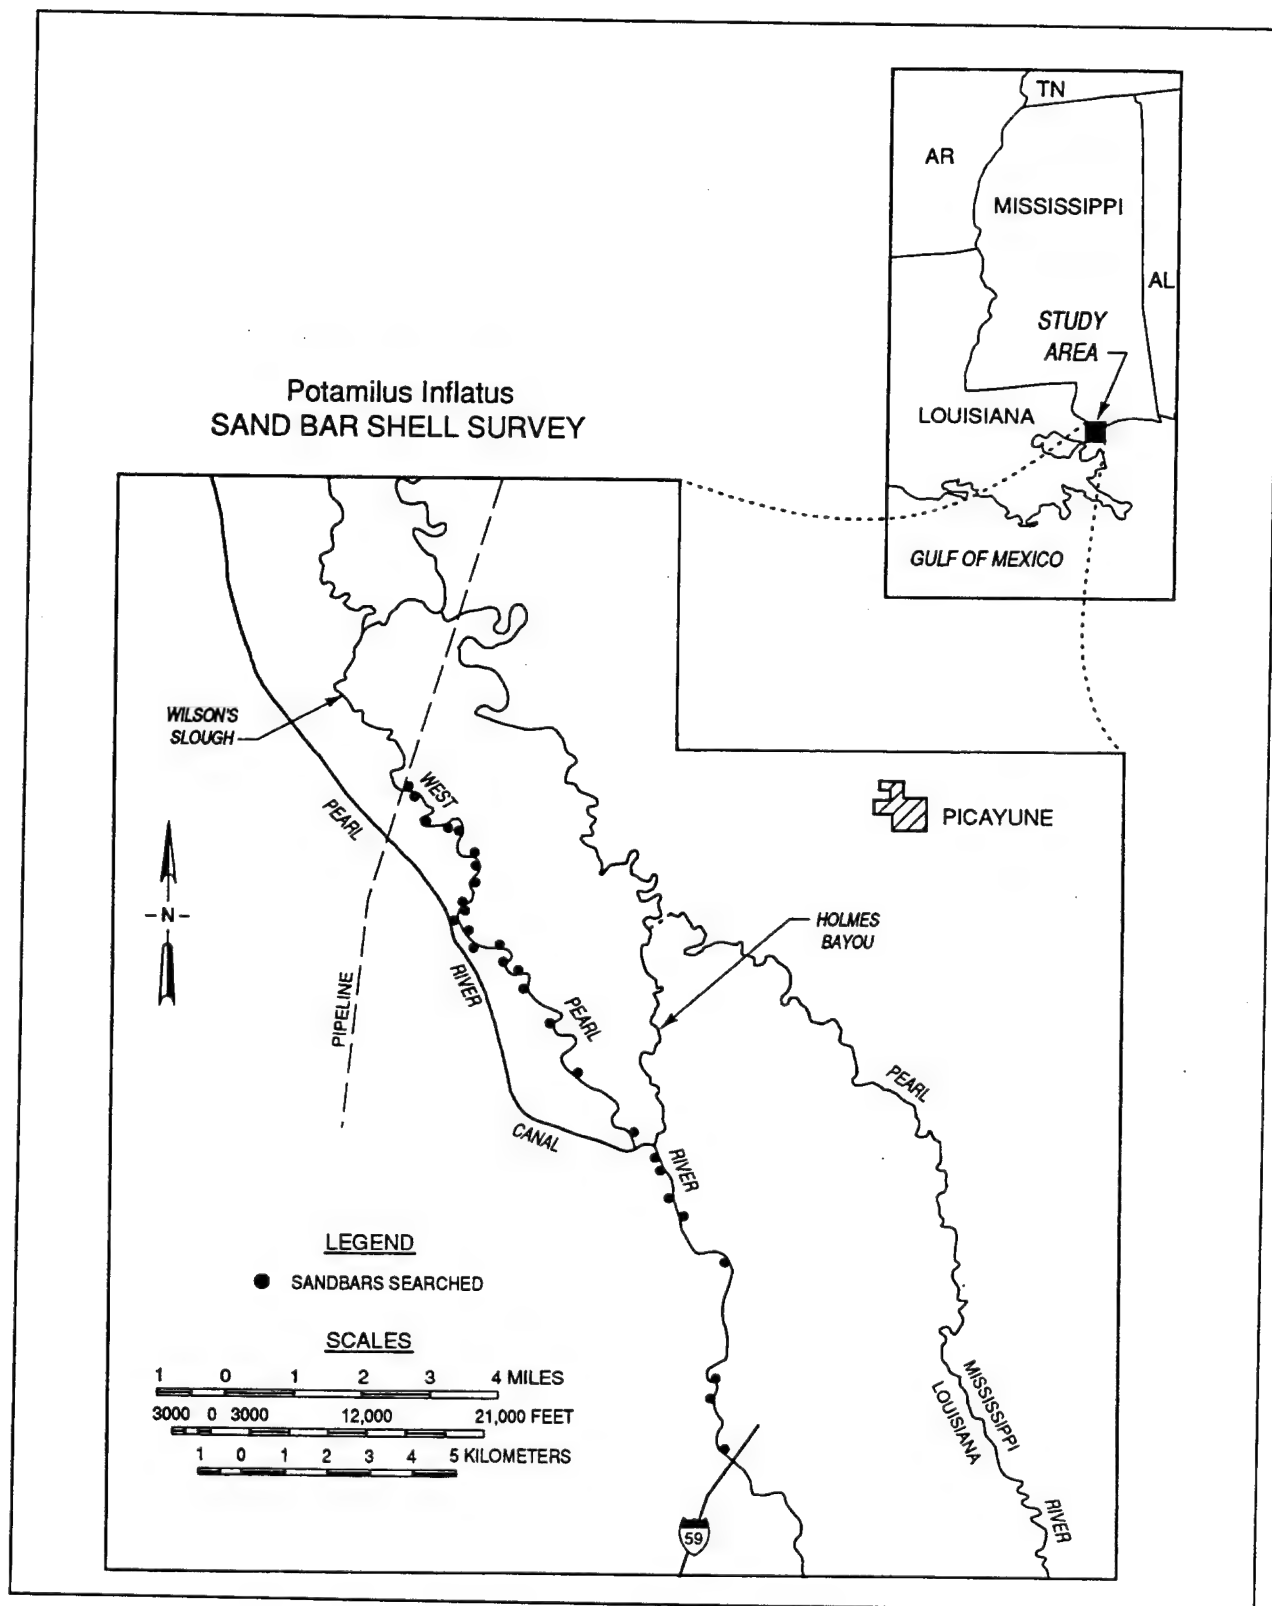 TN
AR
MISSISSIPPI
AL
STUDY
AREA
LOUISIANA
GULF OF MEXICO
Potamilus Inflatus
SAND BAR SHELL SURVEY
WILSON'S
SLOUGH
WEST
PEARL
PICAYUNE
-N-
HOLMES
BAYOU
RIVER
PEARL
PIPELINE
PEARL
CANAL
RIVER
LEGEND
SANDBARS SEARCHED
SCALES
1 0 1 2 3 4 MILES
3000 0 3000 12,000 21,000 FEET
1 0 1 2 3 4 5 KILOMETERS
MISSISSIPPI
LOUISIANA
RIVER
59